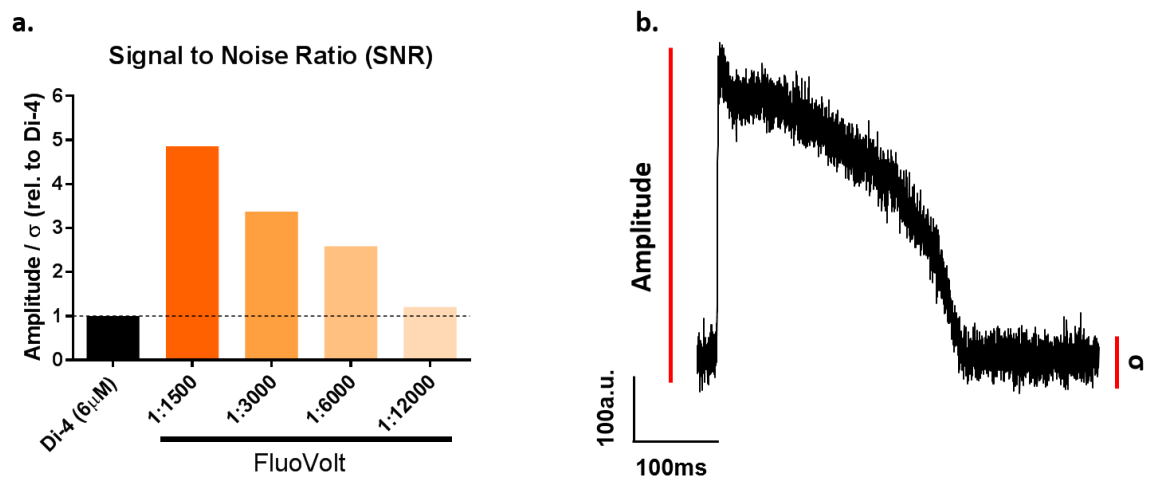 a.
Signal to Noise Ratio (SNR)
Amplitude / σ (rel. to Di-4)
6
5
4
3
2
1
0
Di-4 (6μM)
1:1500
1:3000
1:6000
1:12000
FluoVolt
b.
Amplitude
σ
100a.u.
100ms